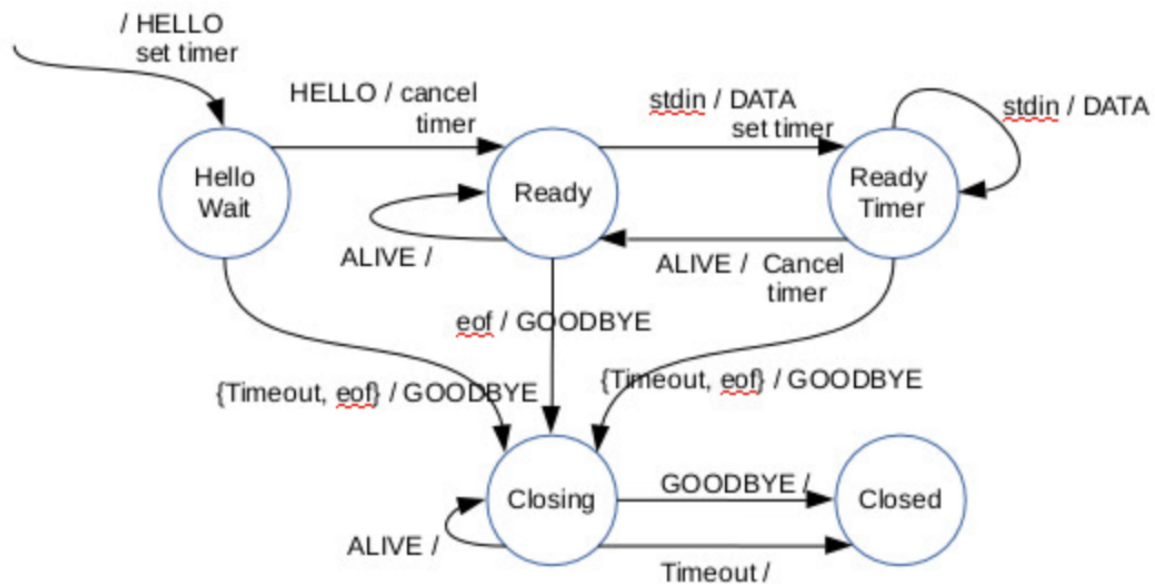 / HELLO
set timer
HELLO / cancel
timer
stdin / DATA
set timer
stdin / DATA
Hello
Wait
Ready
Ready
Timer
ALIVE /
ALIVE / Cancel
timer
eof / GOODBYE
{Timeout, eof} / GOODBYE
{Timeout, eof} / GOODBYE
Closing
GOODBYE /
Closed
ALIVE /
Timeout /